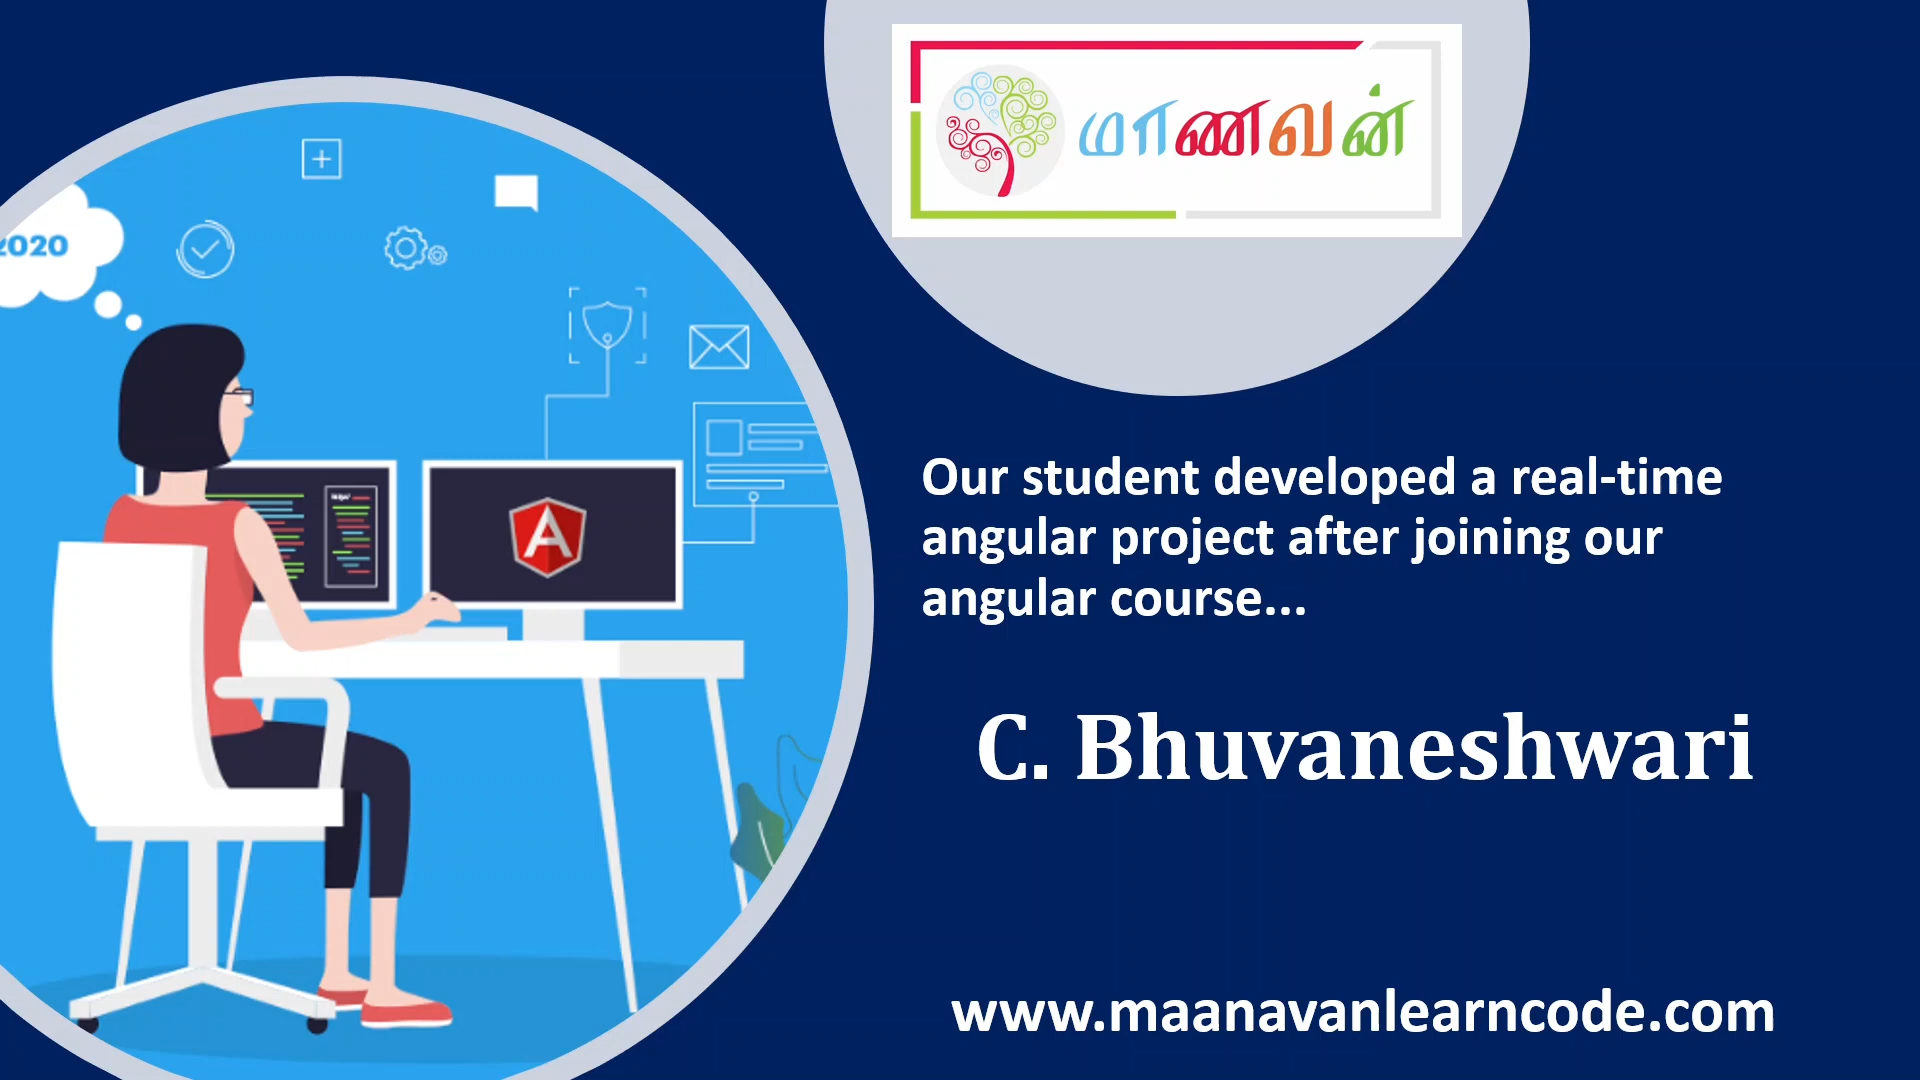 மாணவன்
2020
A
Our student developed a real-time
angular project after joining our
angular course...
C. Bhuvaneshwari
www.maanavanlearncode.com